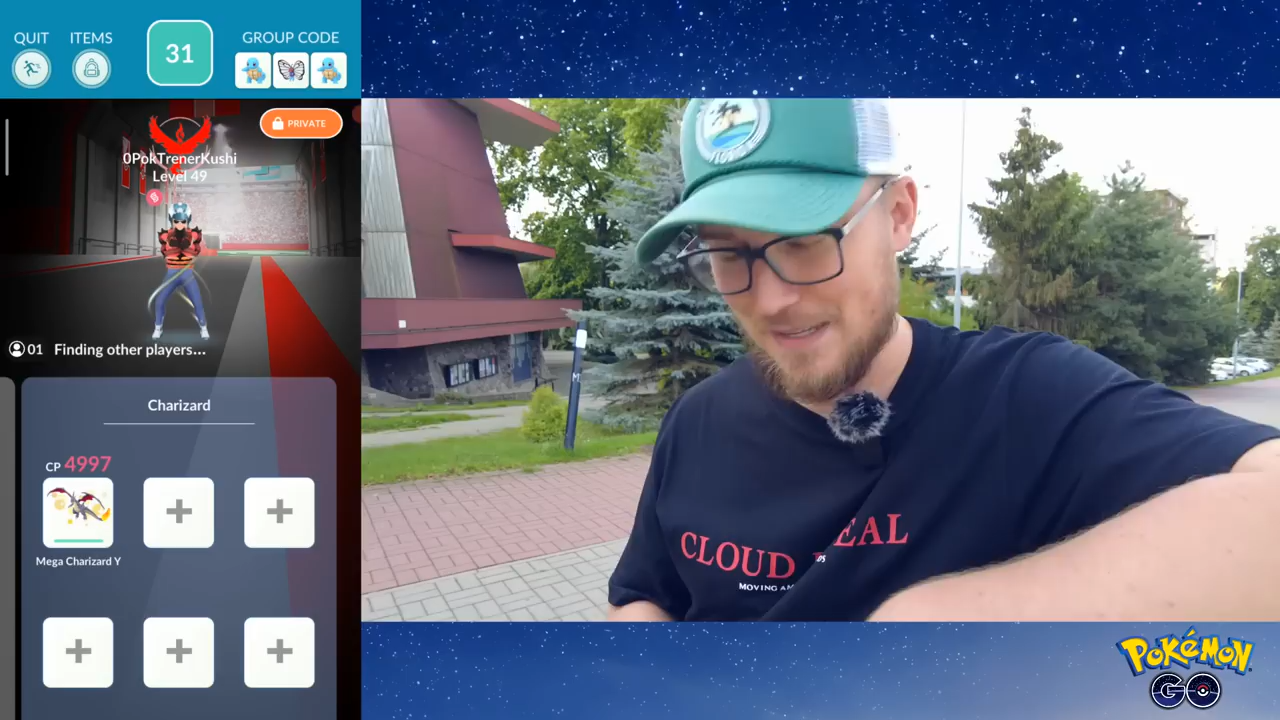 QUIT
ITEMS
31
GROUP CODE
PRIVATE
0PokTrenerKushi
Level 49
01 Finding other players...
Charizard
CP 4997
Mega Charizard Y
CLOUD
EAL
MOVING
POKÉMON
GO